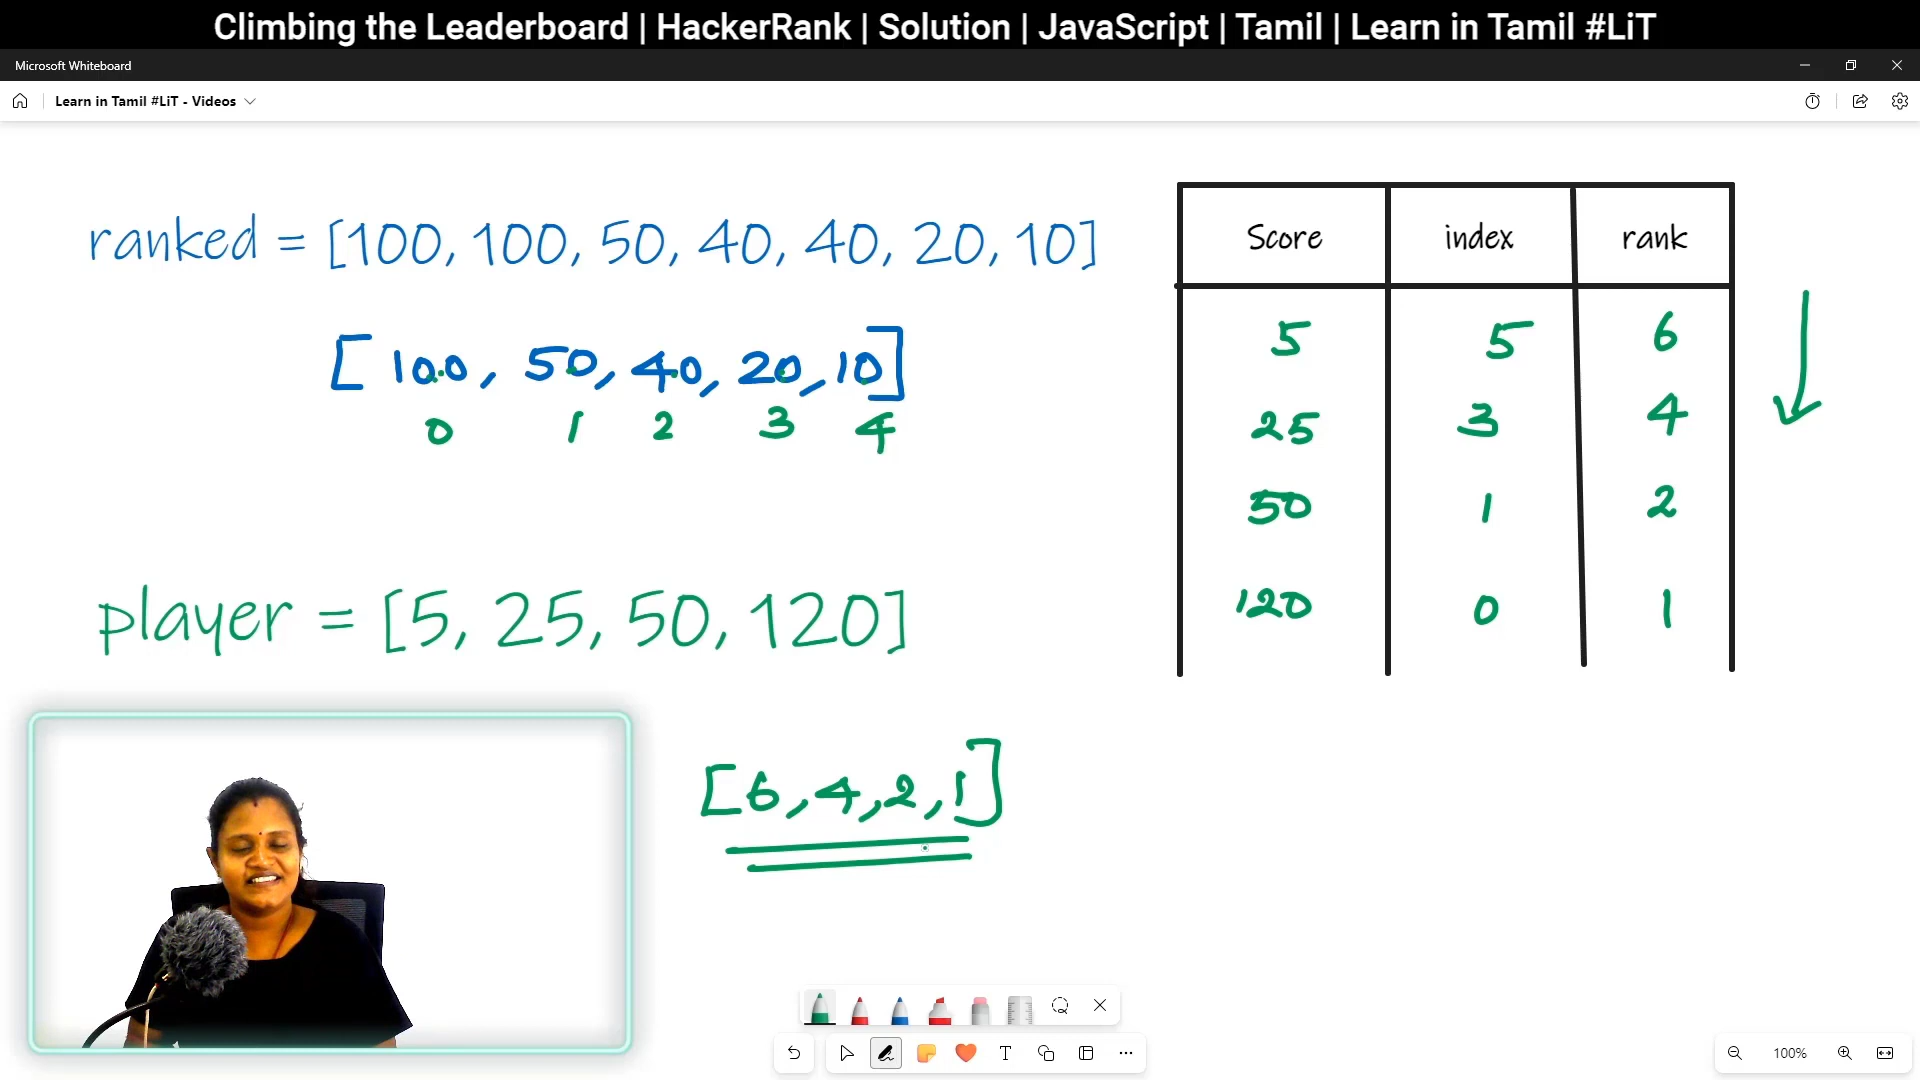 Climbing the Leaderboard | HackerRank | Solution | JavaScript | Tamil | Learn in Tamil #LiT
Microsoft Whiteboard
Learn in Tamil #LiT - Videos
ranked = [100, 100, 50, 40, 40, 20, 10]
[100, 50, 40, 20, 10]
0 1 2 3 4
player = [5, 25, 50, 120]
[6, 4, 2, 1]
Score index rank
5 5 6
25 3 4
50 1 2
120 0 1
100%